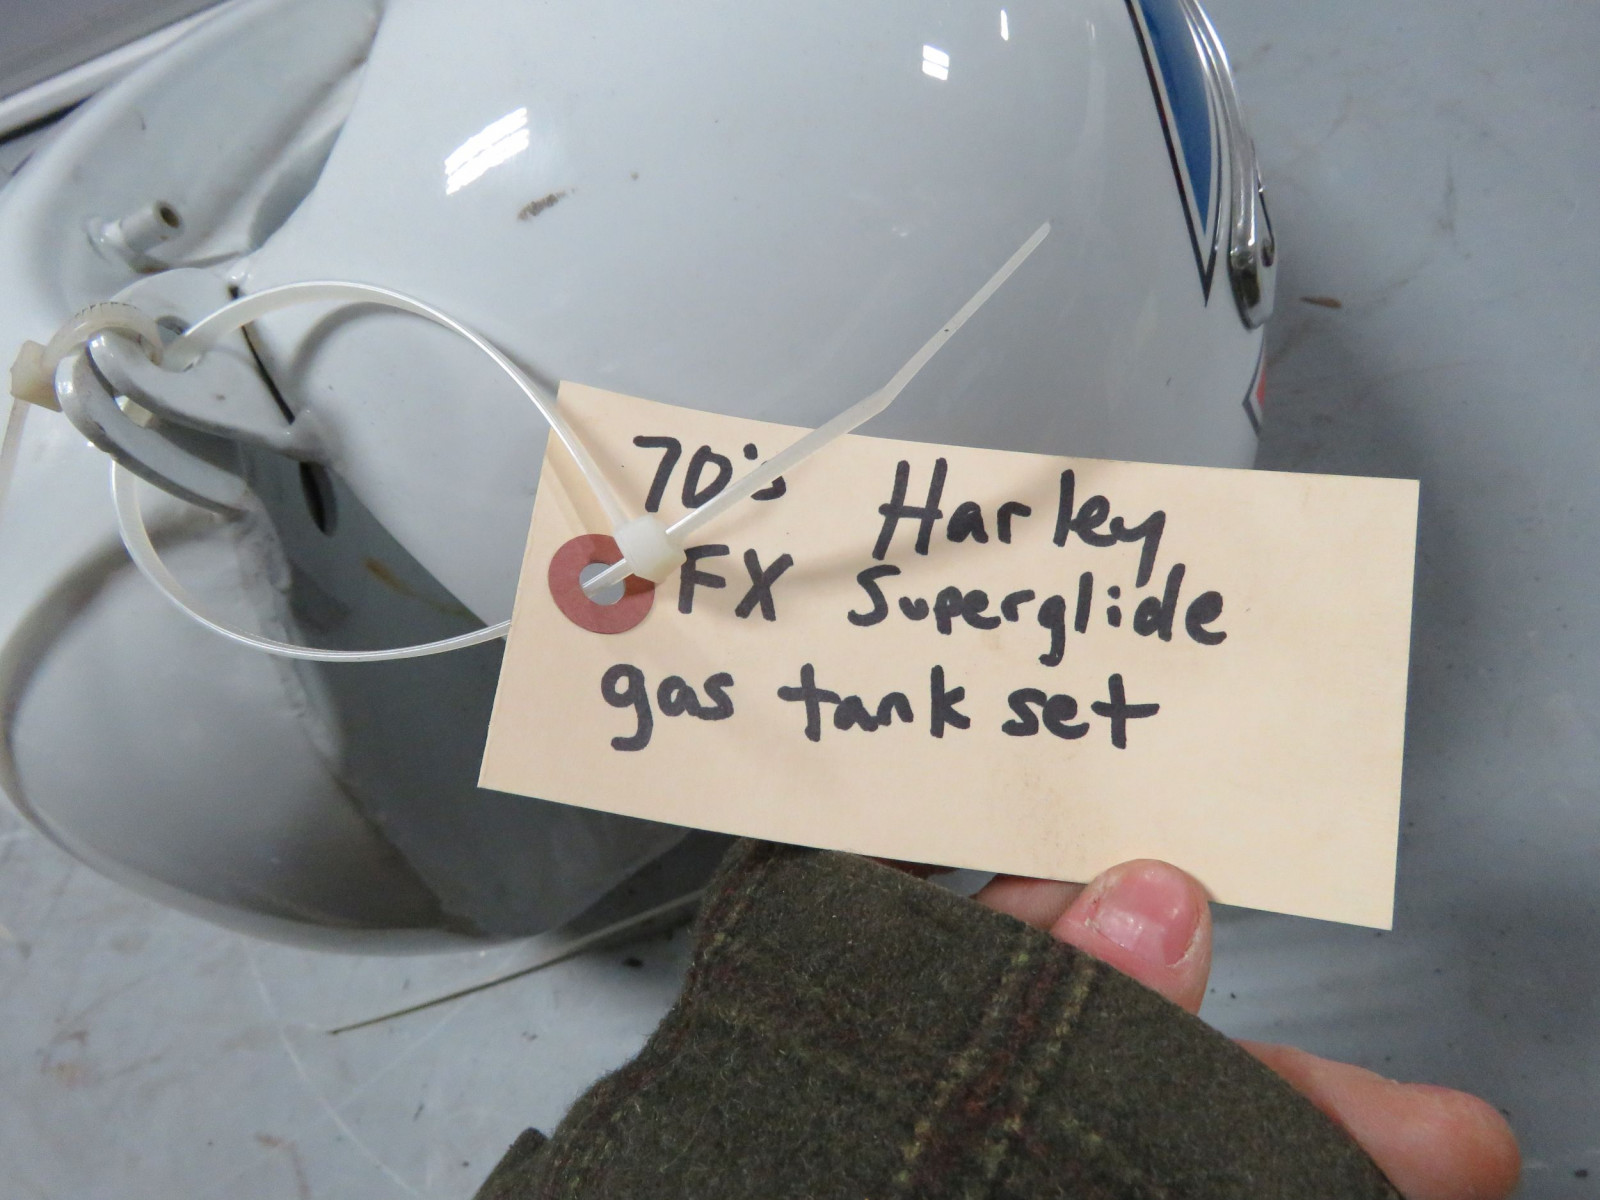 70's Harley
FX Superglide
gas tank set